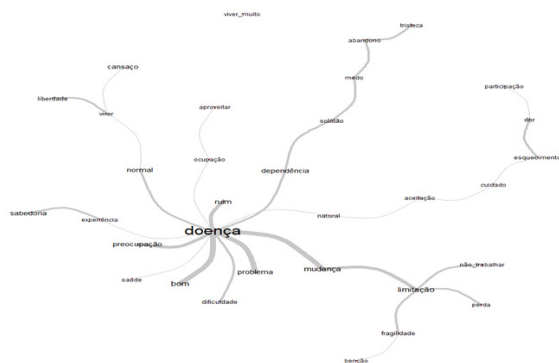 viver_muito
tristeza
abandono
cansaço
medo
participação
liberdade
viver
aproveitar
solidão
dor
esquecimento
ocupação
normal
dependência
cuidado
aceitação
ruim
sabedoria
experiência
natural
doença
preocupação
não_trabalhar
saúde
bom
problema
mudança
limitação
dificuldade
perda
fragilidade
benção